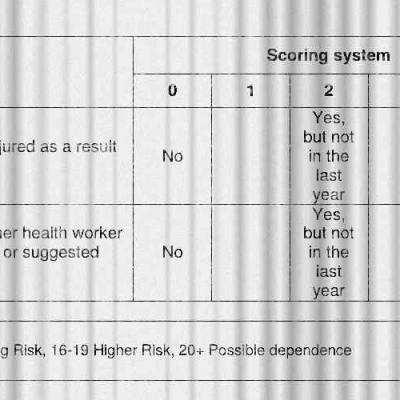 Scoring system
0 1 2
jured as a result
No
Yes,
but not
in the
last
year
er health worker
or suggested
No
Yes,
but not
in the
last
year
g Risk, 16-19 Higher Risk, 20+ Possible dependence